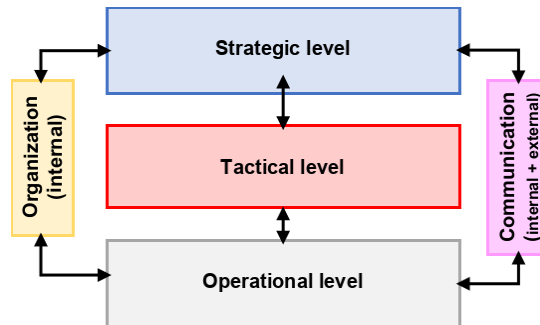 Strategic level
Organization
(internal)
Tactical level
Communication
(internal + external)
Operational level